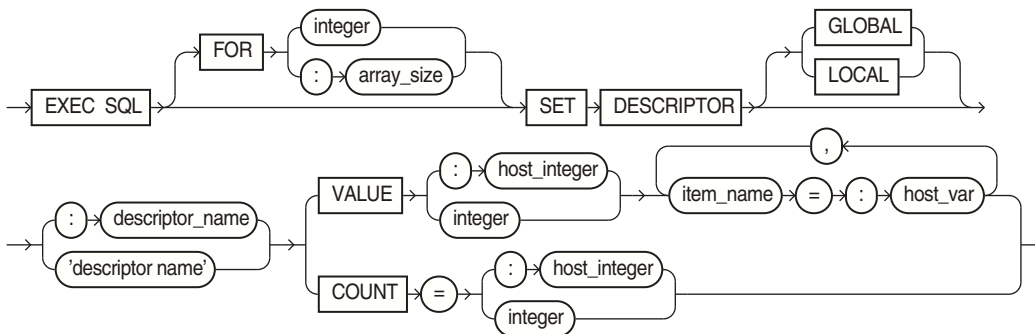 GLOBAL
integer
FOR
: array_size
LOCAL
EXEC SQL SET DESCRIPTOR
,
: host_integer
VALUE item_name = : host_var
: descriptor_name
integer
'descriptor name'
: host_integer
COUNT =
integer